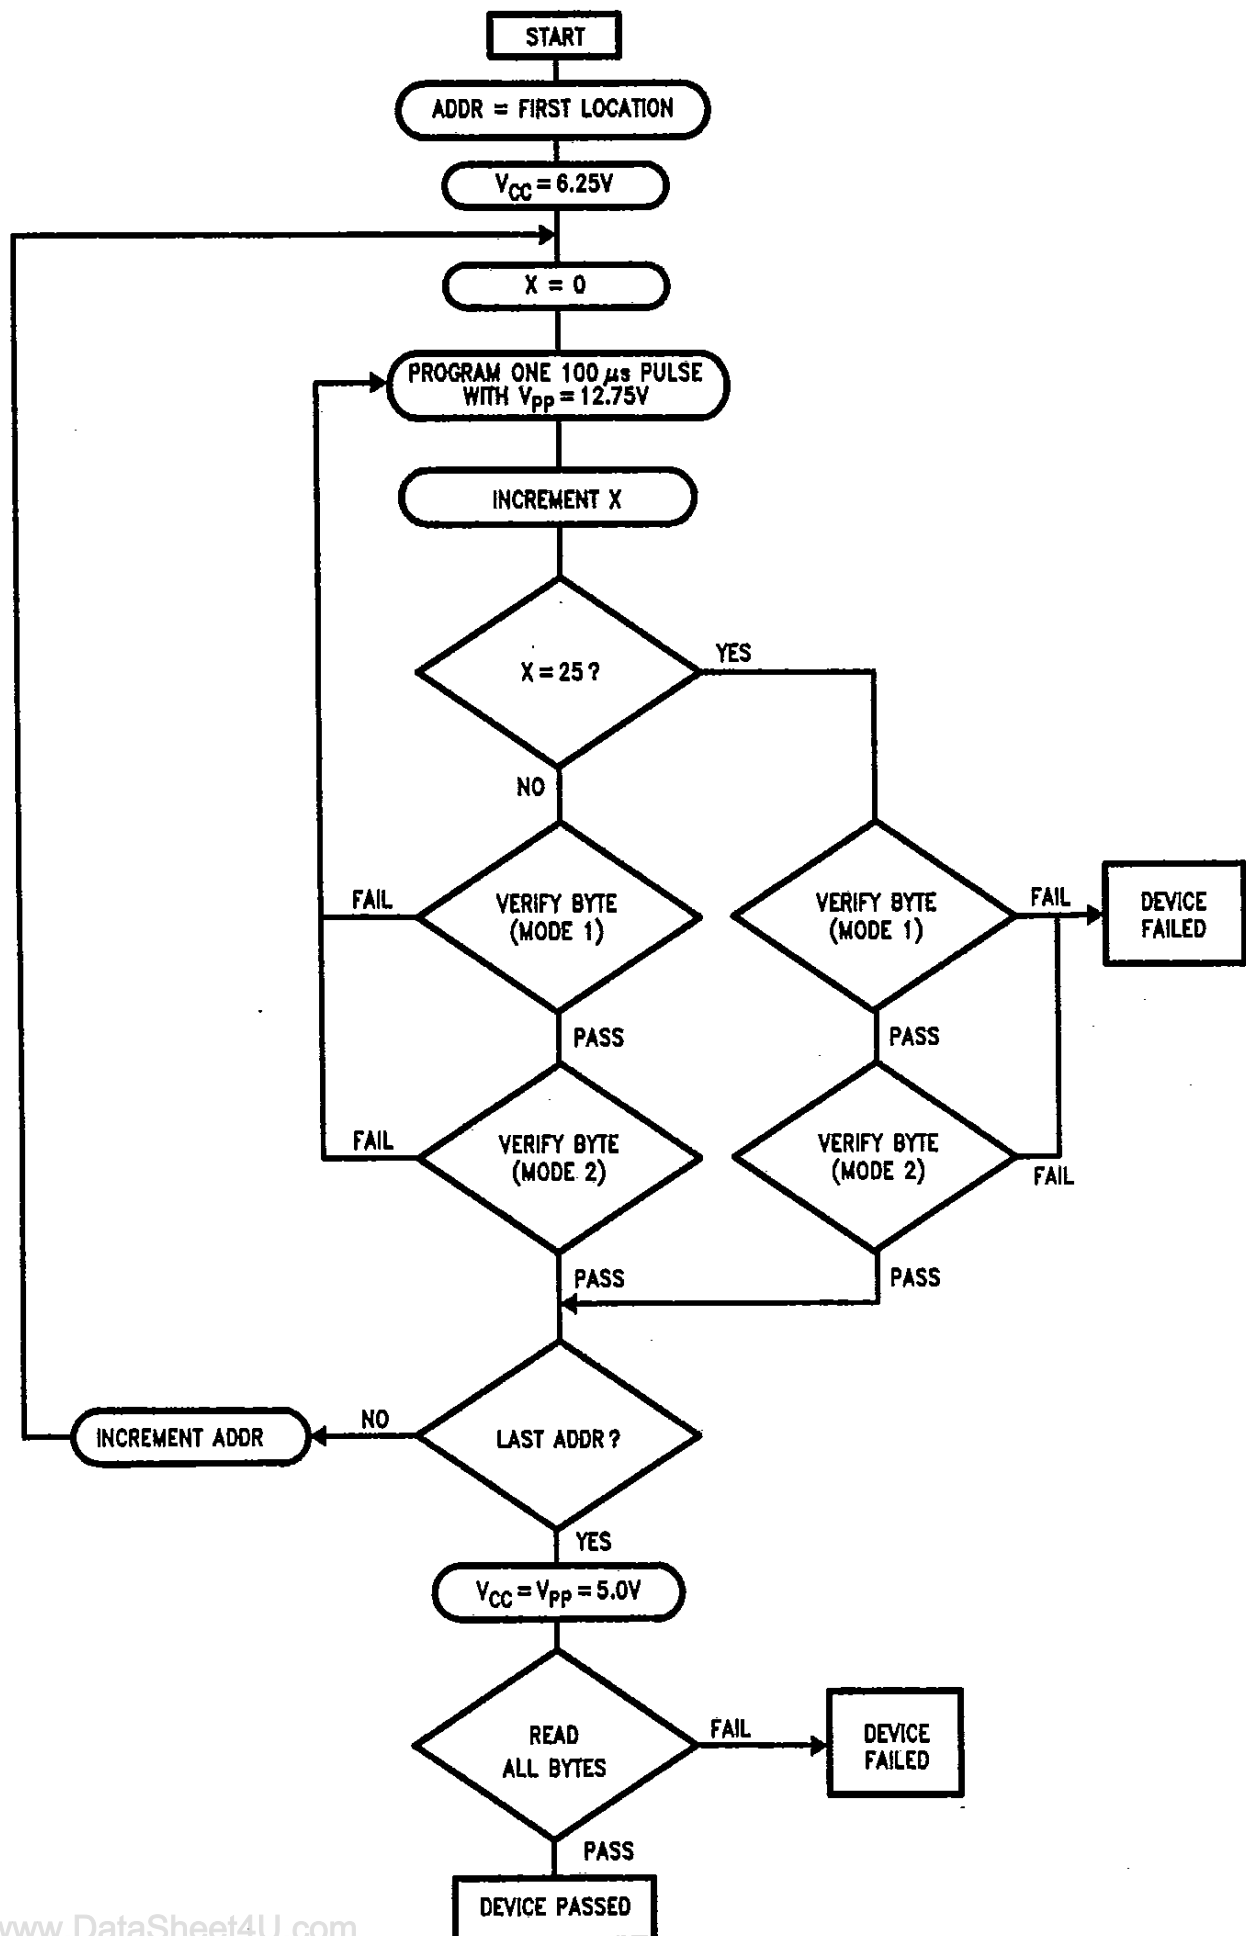 START
ADDR = FIRST LOCATION
VCC = 6.25V
X = 0
PROGRAM ONE 100 μs PULSE
WITH VPP = 12.75V
INCREMENT X
X = 25 ?
YES
NO
VERIFY BYTE
(MODE 1)
FAIL
PASS
VERIFY BYTE
(MODE 1)
FAIL
PASS
DEVICE
FAILED
VERIFY BYTE
(MODE 2)
FAIL
PASS
VERIFY BYTE
(MODE 2)
FAIL
PASS
LAST ADDR ?
NO
INCREMENT ADDR
YES
VCC = VPP = 5.0V
READ
ALL BYTES
FAIL
DEVICE
FAILED
PASS
DEVICE PASSED
www.DataSheet4U.com